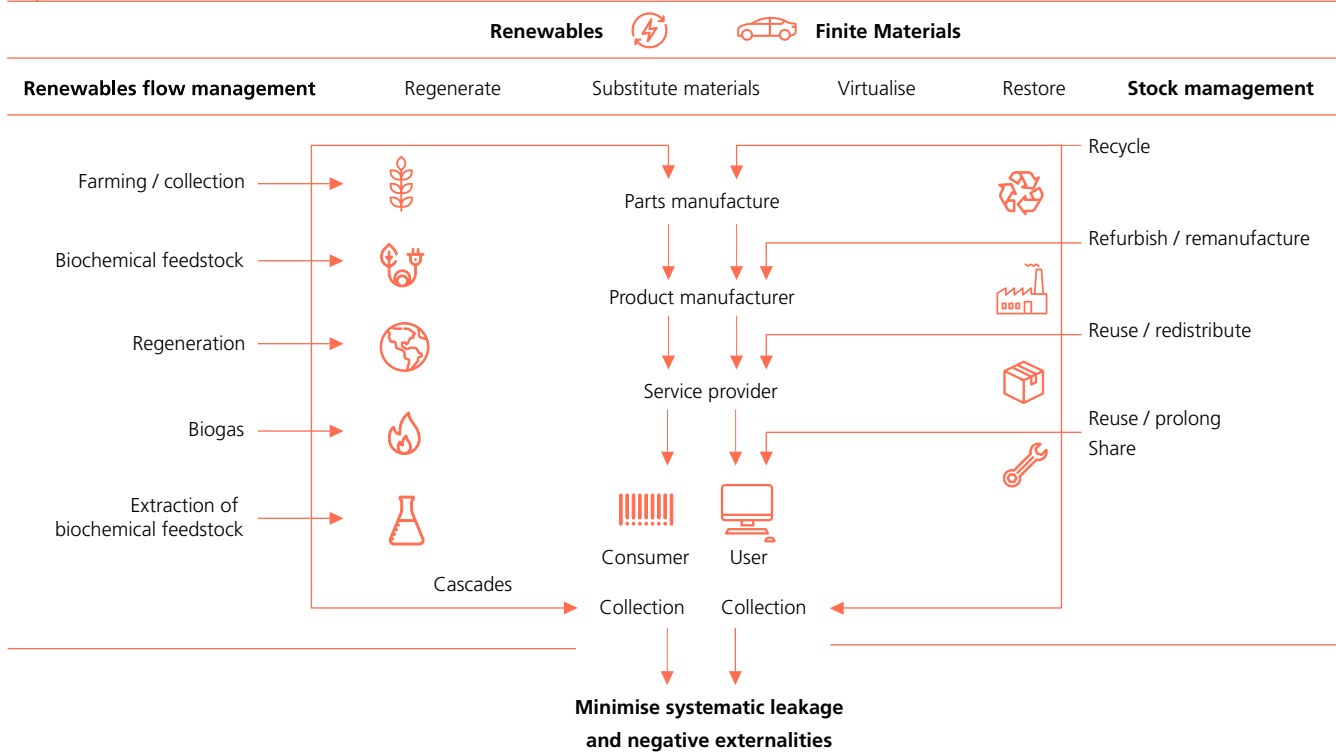 Renewables
Finite Materials
Renewables flow management
Regenerate
Substitute materials
Virtualise
Restore
Stock mamagement
Farming / collection
Biochemical feedstock
Regeneration
Biogas
Extraction of
biochemical feedstock
Parts manufacture
Product manufacturer
Service provider
Consumer
User
Cascades
Collection
Collection
Recycle
Refurbish / remanufacture
Reuse / redistribute
Reuse / prolong
Share
Minimise systematic leakage
and negative externalities